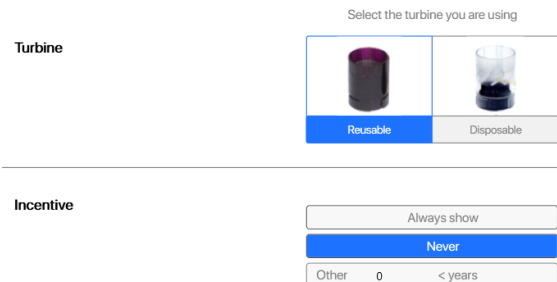 Select the turbine you are using
Turbine
Reusable Disposable
Incentive
Always show
Never
Other 0 < years